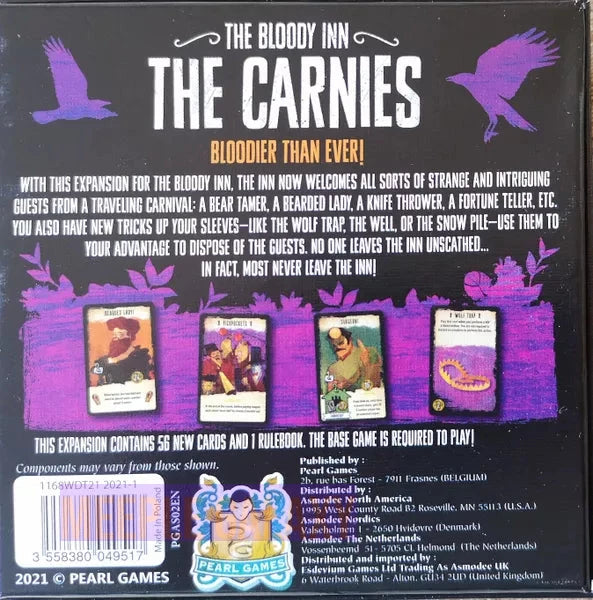 THE BLOODY INN
THE CARNIES
BLOODIER THAN EVER!
WITH THIS EXPANSION FOR THE BLOODY INN, THE INN NOW WELCOMES ALL SORTS OF STRANGE AND INTRIGUING
GUESTS FROM A TRAVELING CARNIVAL: A BEAR TAMER, A BEARDED LADY, A KNIFE THROWER, A FORTUNE TELLER, ETC.
YOU ALSO HAVE NEW TRICKS UP YOUR SLEEVES—LIKE THE WOLF TRAP, THE WELL, OR THE SNOW PILE—USE THEM TO
YOUR ADVANTAGE TO DISPOSE OF THE GUESTS. NO ONE LEAVES THE INN UNSCATHED...
IN FACT, MOST NEVER LEAVE THE INN!
BEARDED LADY
PICKPOCKETS
WOLF TRAP
THIS EXPANSION CONTAINS 56 NEW CARDS AND 1 RULEBOOK. THE BASE GAME IS REQUIRED TO PLAY!
Components may vary from those shown.
1168WDT21 2021-1
Made in Poland
PGAS02EN
3 558380 049517
2021 © PEARL GAMES
PEARL GAMES
Published by :
Pearl Games
2b, rue bas Forest - 7911 Frasnes (BELGIUM)
Distributed by :
Asmodee North America
1995 West County Road B2 Roseville, MN 55113 (U.S.A.)
Asmodee Nordics
Valseholmen 1 - 2650 Hvidovre (Denmark)
Asmodee The Netherlands
Vossenbeemd 51 - 5705 CL Helmond (The Netherlands)
Distributed and imported by :
Esdevium Games Ltd Trading As Asmodee UK
6 Waterbrook Road - Alton. GU34 2UD (United Kingdom)